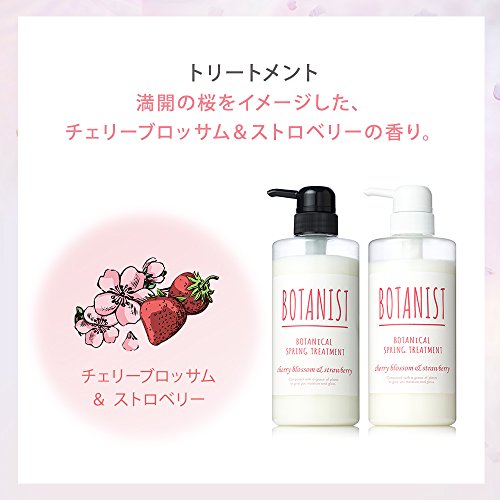 トリートメント
満開の桜をイメージした、
チェリーブロッサム＆ストロベリーの香り。
チェリーブロッサム
＆ ストロベリー
BOTANIST
BOTANiCAL
SPRiNG TREATMENT
cherry blossom & strawberry
BOTANIST
BOTANiCAL
SPRiNG TREATMENT
cherry blossom & strawberry